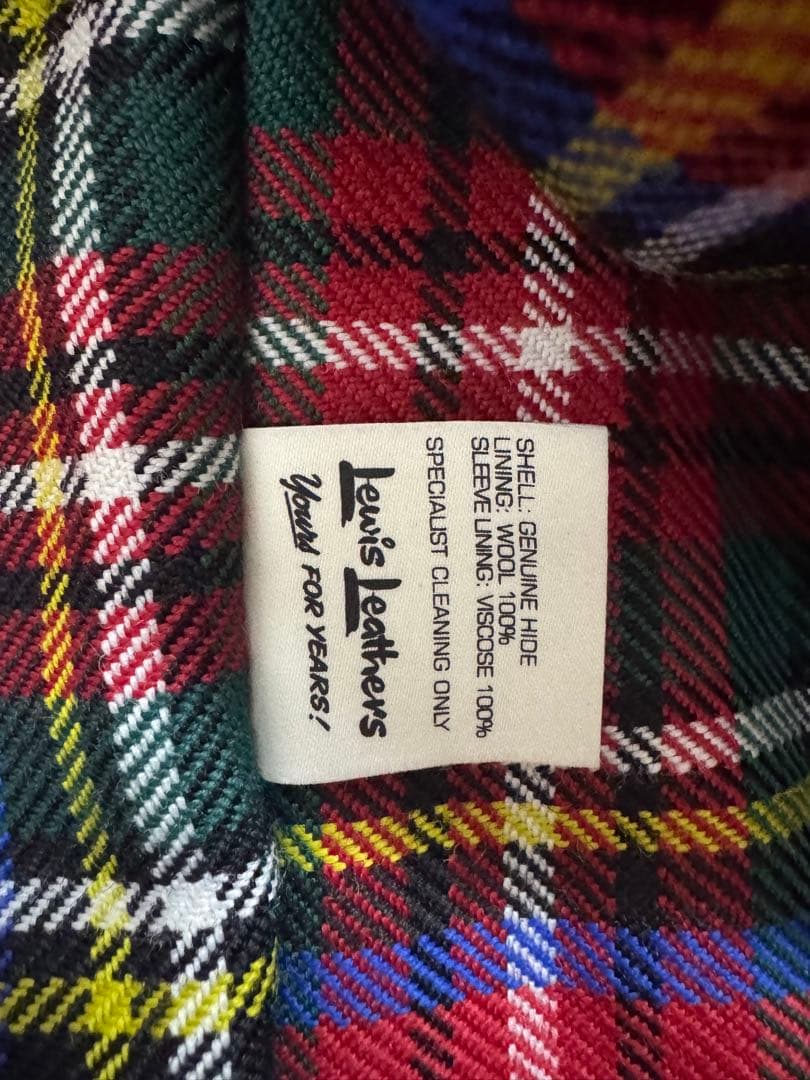 SHELL: GENUINE HIDE
LINING: WOOL 100%
SLEEVE LINING: VISCOSE 100%
SPECIALIST CLEANING ONLY
Lewis Leathers
Yours FOR YEARS!